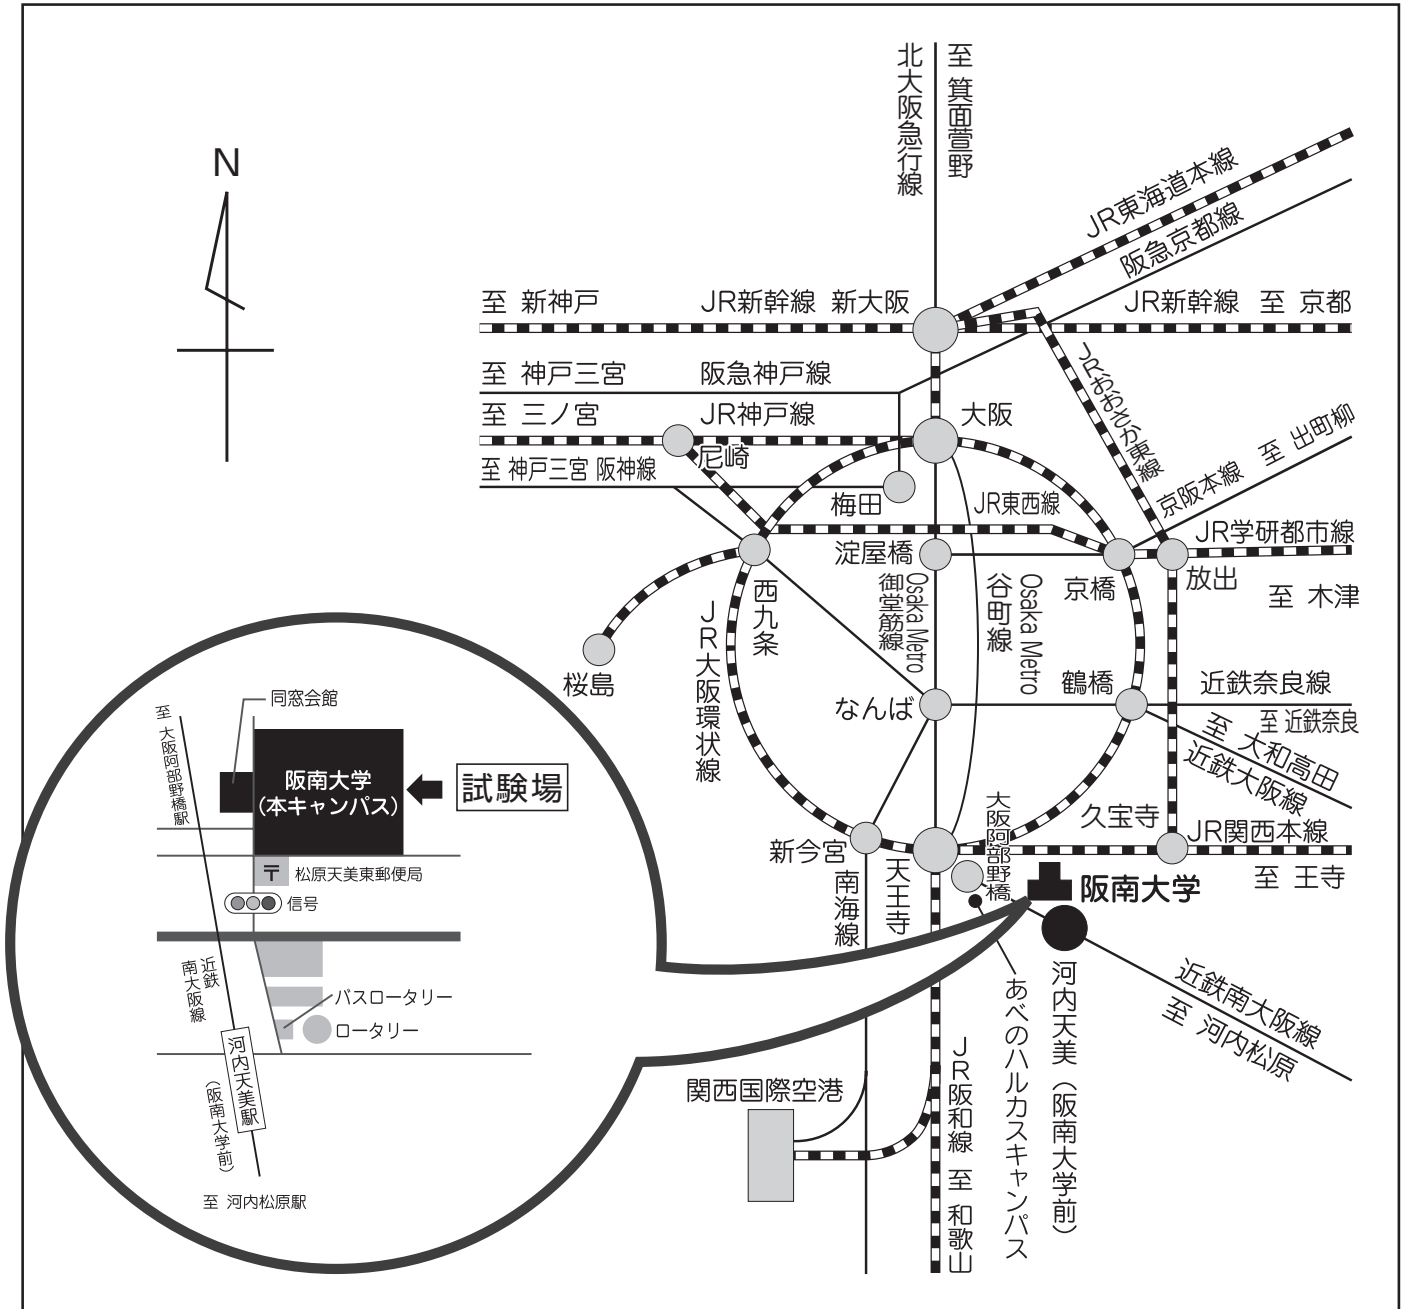 N
北大阪急行線
至 箕面萱野
JR東海道本線
阪急京都線
至 新神戸
JR新幹線
新大阪
JR新幹線
至 京都
至 神戸三宮
阪急神戸線
至 三ノ宮
JR神戸線
大阪
JRおおさか東線
至 出町柳
尼崎
至 神戸三宮
阪神線
梅田
JR東西線
京阪本線
JR学研都市線
淀屋橋
京橋
放出
至 木津
西九条
Osaka Metro
御堂筋線
Osaka Metro
谷町線
JR大阪環状線
桜島
なんば
鶴橋
近鉄奈良線
至 近鉄奈良
至 大和高田
近鉄大阪線
久宝寺
JR関西本線
至 王寺
新今宮
天王寺
大阪阿部野橋
南海線
阪南大学
河内天美(阪南大学前)
あべのハルカスキャンパス
近鉄南大阪線
至 河内松原
関西国際空港
JR阪和線
至 和歌山
同窓会館
至 大阪阿部野橋駅
阪南大学
(本キャンパス)
試験場
〒
松原天美東郵便局
信号
近鉄
南大阪線
バスロータリー
ロータリー
河内天美駅
(阪南大学前)
至 河内松原駅